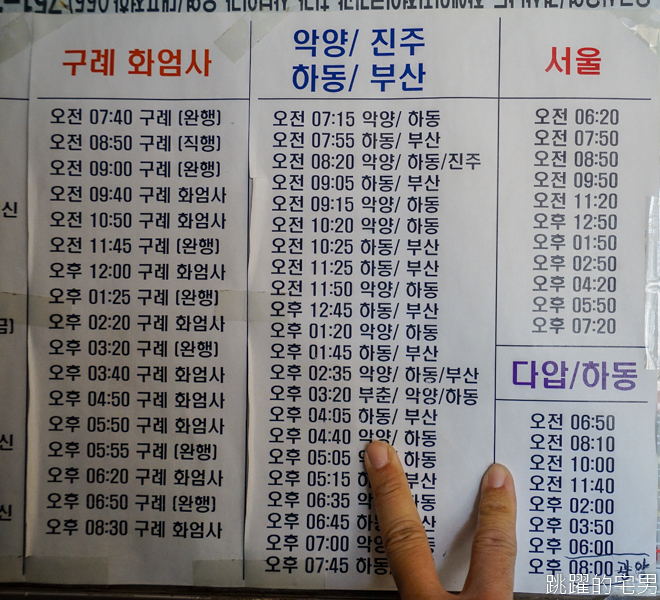 구례 화엄사
오전 07:40 구례 (완행)
오전 08:50 구례 (직행)
오전 09:00 구례 (완행)
오전 09:40 구례 화엄사
오전 10:50 구례 화엄사
오전 11:45 구례 (완행)
오후 12:00 구례 화엄사
오후 01:25 구례 (완행)
오후 02:20 구례 화엄사
오후 03:20 구례 (완행)
오후 03:40 구례 화엄사
오후 04:50 구례 화엄사
오후 05:50 구례 화엄사
오후 05:55 구례 (완행)
오후 06:20 구례 화엄사
오후 06:50 구례 (완행)
오후 08:30 구례 화엄사
악양/ 진주
하동/ 부산
오전 07:15 악양/ 하동
오전 07:55 하동/ 부산
오전 08:20 악양/ 하동/진주
오전 09:05 하동/ 부산
오전 09:15 악양/ 하동
오전 10:20 악양/ 하동
오전 10:25 하동/ 부산
오전 11:25 하동/ 부산
오전 11:50 악양/ 하동
오후 12:45 하동/ 부산
오후 01:20 악양/ 하동
오후 01:45 하동/ 부산
오후 02:35 악양/ 하동/부산
오후 03:20 부춘/ 악양/하동
오후 04:05 하동/ 부산
오후 04:40 악양/ 하동
오후 05:05 하동
오후 05:15 부산
오후 06:35 하동
오후 06:45 부산
오후 07:00 하동
오후 07:45 하동
서울
오전 06:20
오전 07:50
오전 08:50
오전 09:50
오전 11:20
오후 12:50
오후 01:50
오후 02:50
오후 04:20
오후 05:50
오후 07:20
다압/하동
오전 06:50
오전 08:10
오전 10:00
오전 11:40
오후 02:00
오후 03:50
오후 06:00
오후 08:00
跳躍的宅男
신
금)
신
신